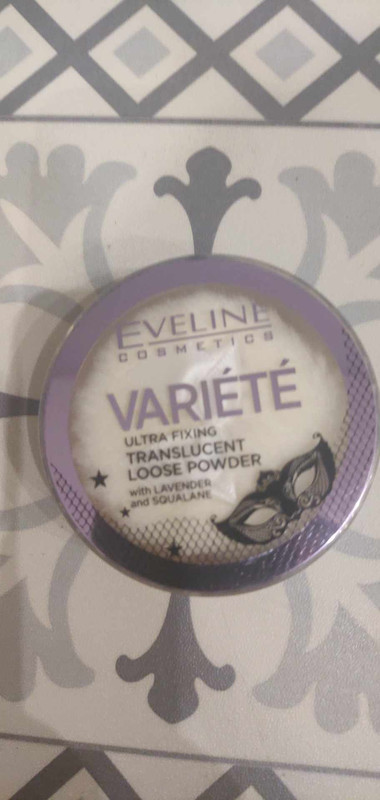 EVELINE
COSMETICS
VARIÉTÉ
ULTRA FIXING
TRANSLUCENT
LOOSE POWDER
with LAVENDER
and SQUALANE